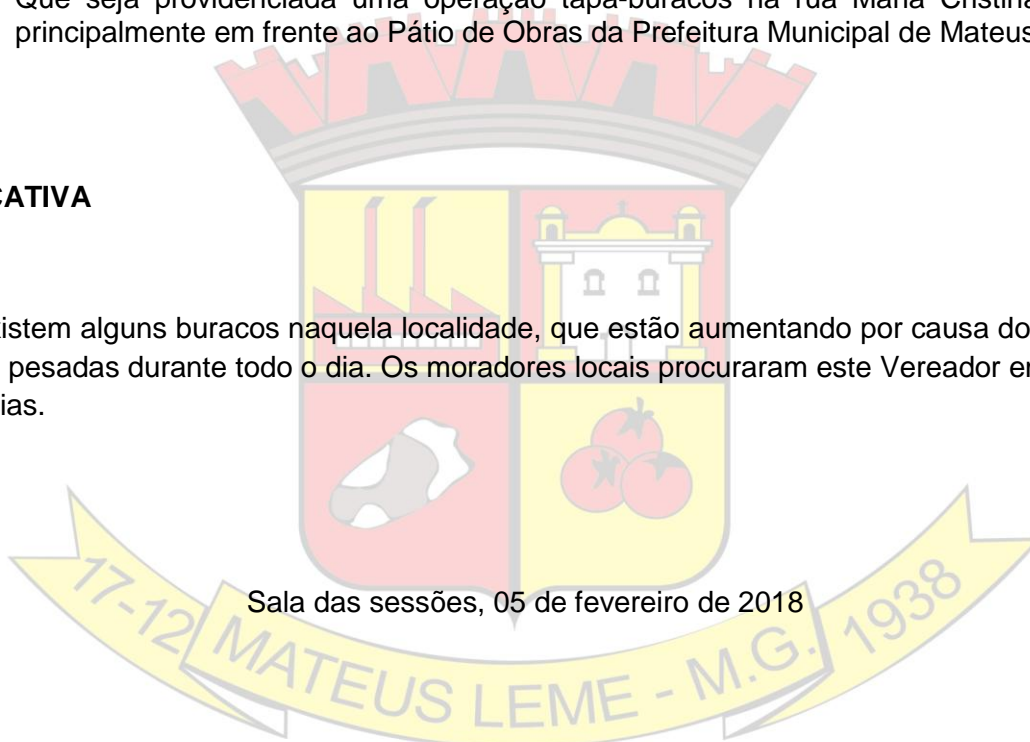 Que seja providenciada uma operação tapa-buracos na rua Maria Cristina
principalmente em frente ao Pátio de Obras da Prefeitura Municipal de Mateus
CATIVA
istem alguns buracos naquela localidade, que estão aumentando por causa do
pesadas durante todo o dia. Os moradores locais procuraram este Vereador em
ias.
Sala das sessões, 05 de fevereiro de 2018
17-12 MATEUS LEME - M.G. 1938